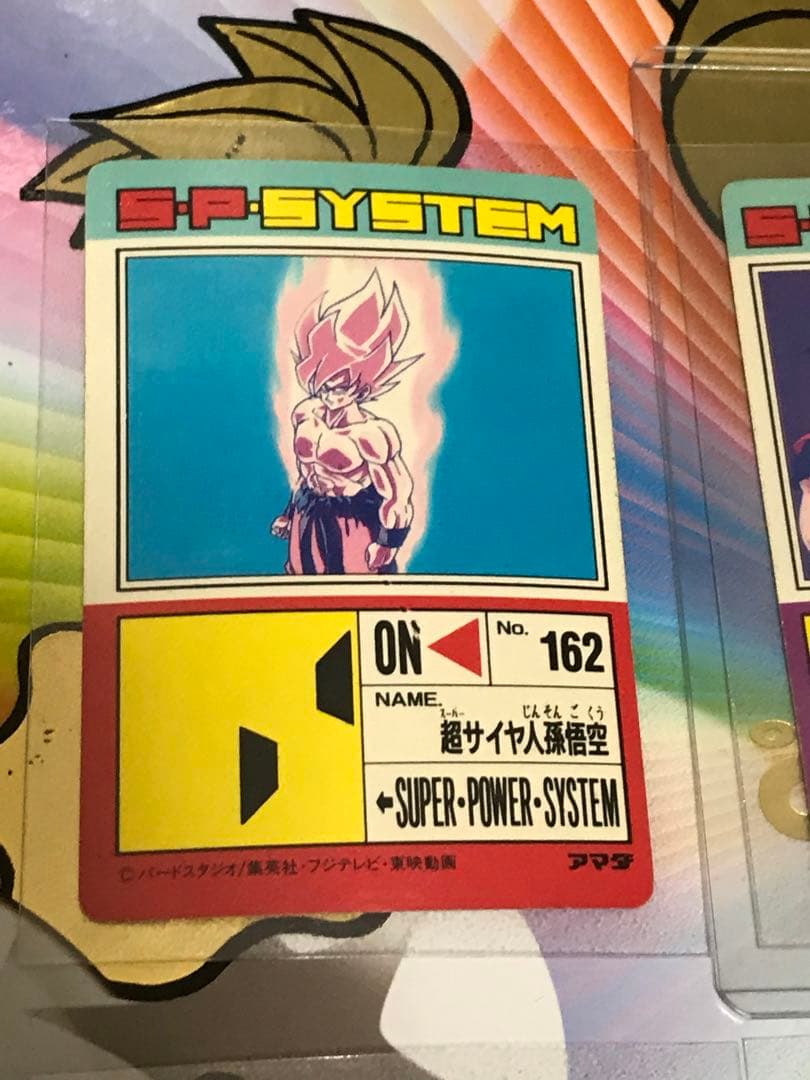 S·P·SYSTEM
ON
No. 162
NAME.
スーパー じんそん ご くう
超サイヤ人孫悟空
←SUPER·POWER·SYSTEM
©バードスタジオ/集英社·フジテレビ·東映動画
アマダ
S·